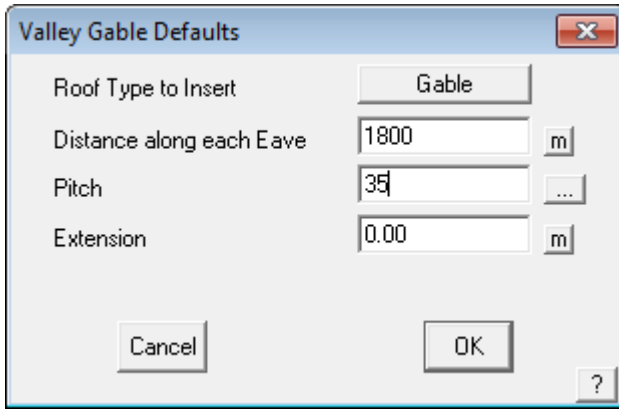 Valley Gable Defaults
Roof Type to Insert Gable
Distance along each Eave 1800 m
Pitch 35 ...
Extension 0.00 m
Cancel OK
?